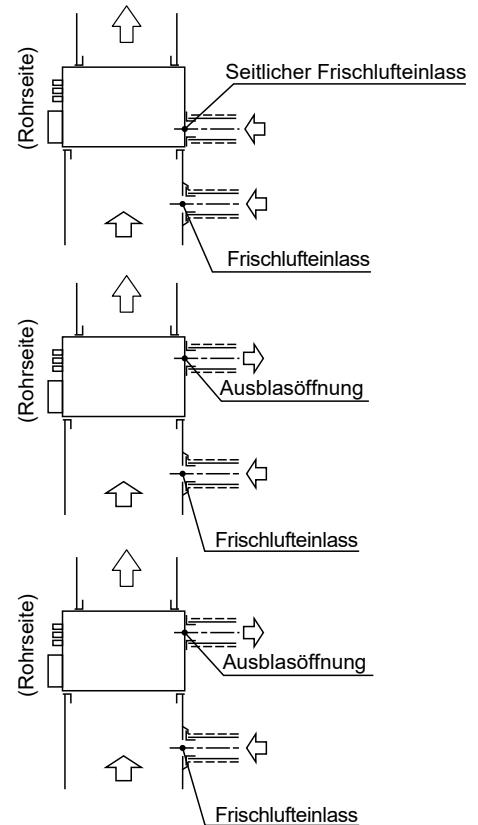 (Rohrseite)
Seitlicher Frischlufteinlass
Frischlufteinlass
(Rohrseite)
Ausblasöffnung
Frischlufteinlass
(Rohrseite)
Ausblasöffnung
Frischlufteinlass